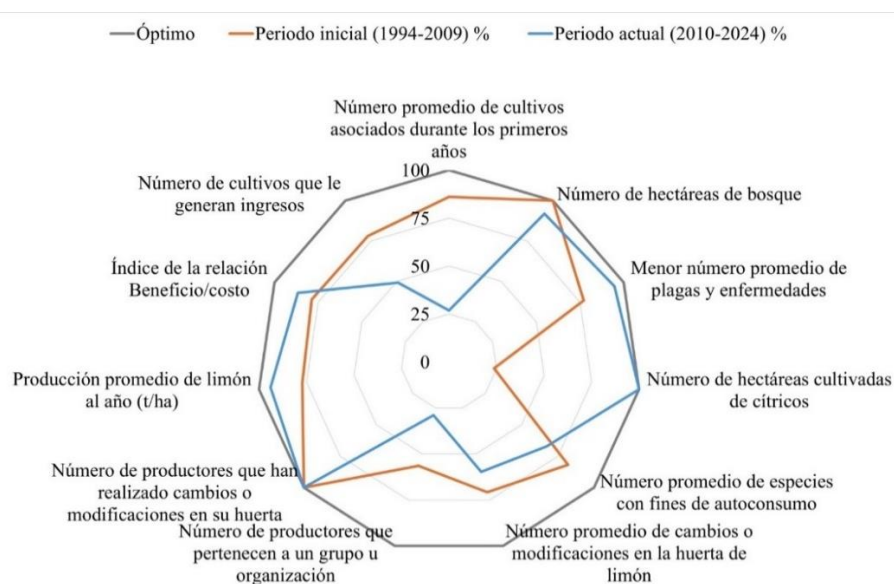 Óptimo
Periodo inicial (1994-2009) %
Periodo actual (2010-2024) %
Número promedio de cultivos
asociados durante los primeros
años
Número de hectáreas de bosque
Menor número promedio de
plagas y enfermedades
Número de hectáreas cultivadas
de cítricos
Número promedio de especies
con fines de autoconsumo
Número promedio de cambios o
modificaciones en la huerta de
limón
Número de productores que
pertenecen a un grupo u
organización
Número de productores que han
realizado cambios o
modificaciones en su huerta
Producción promedio de limón
al año (t/ha)
Índice de la relación
Beneficio/costo
Número de cultivos que le
generan ingresos
100
75
50
25
0